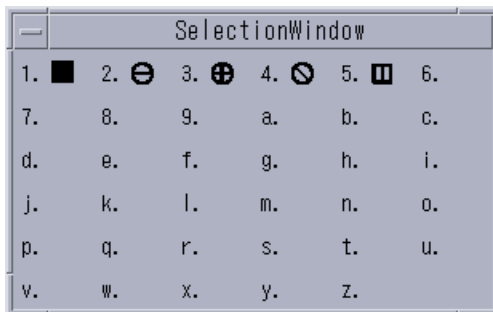 SelectionWindow
1. ■ 2. ⊖ 3. ⊕ 4. ⦸ 5. ◫ 6.
7. 8. 9. a. b. c.
d. e. f. g. h. i.
j. k. l. m. n. o.
p. q. r. s. t. u.
v. w. x. y. z.